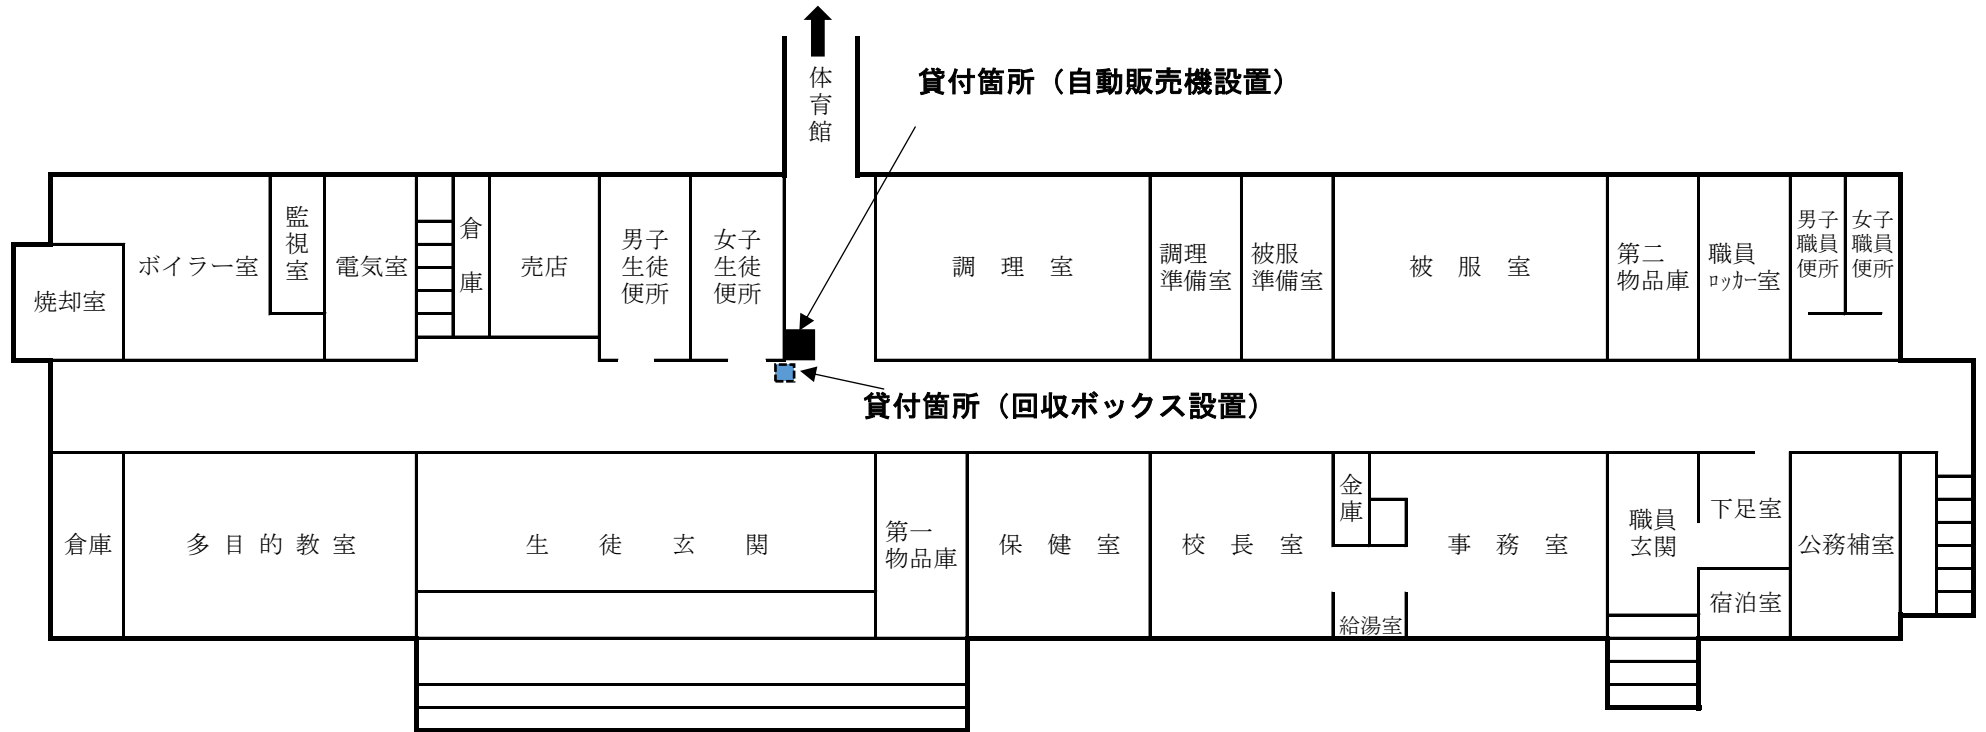 体育館
貸付箇所（自動販売機設置）
焼却室
ボイラー室
監視室
電気室
倉庫
売店
男子
生徒
便所
女子
生徒
便所
調理室
調理
準備室
被服
準備室
被服室
第二
物品庫
職員
ロッカー室
男子
職員
便所
女子
職員
便所
貸付箇所（回収ボックス設置）
倉庫
多目的教室
生徒玄関
第一
物品庫
保健室
校長室
金庫
給湯室
事務室
職員
玄関
下足室
宿泊室
公務補室